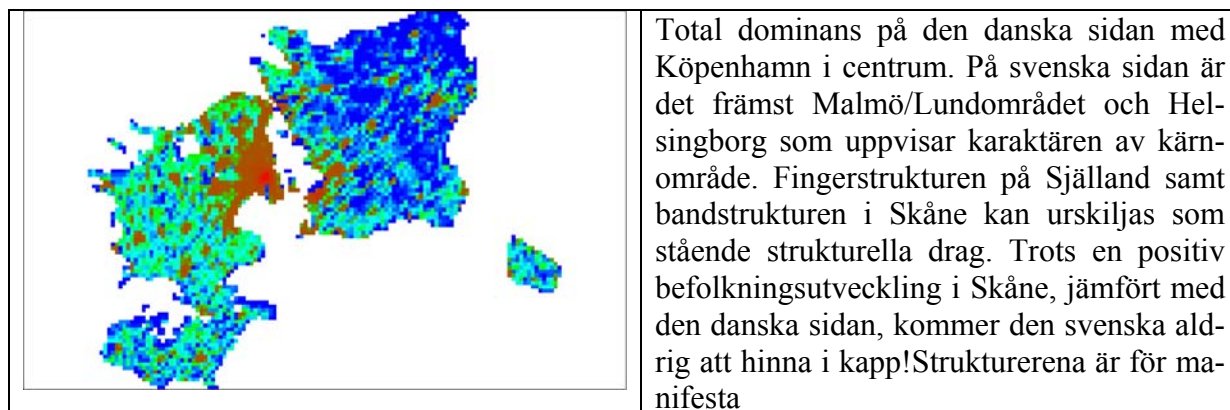 Total dominans på den danska sidan med
Köpenhamn i centrum. På svenska sidan är
det främst Malmö/Lundområdet och Hel-
singborg som uppvisar karaktären av kärn-
område. Fingerstrukturen på Själland samt
bandstrukturen i Skåne kan urskiljas som
stående strukturella drag. Trots en positiv
befolkningsutveckling i Skåne, jämfört med
den danska sidan, kommer den svenska ald-
rig att hinna i kapp!Strukturerena är för ma-
nifesta